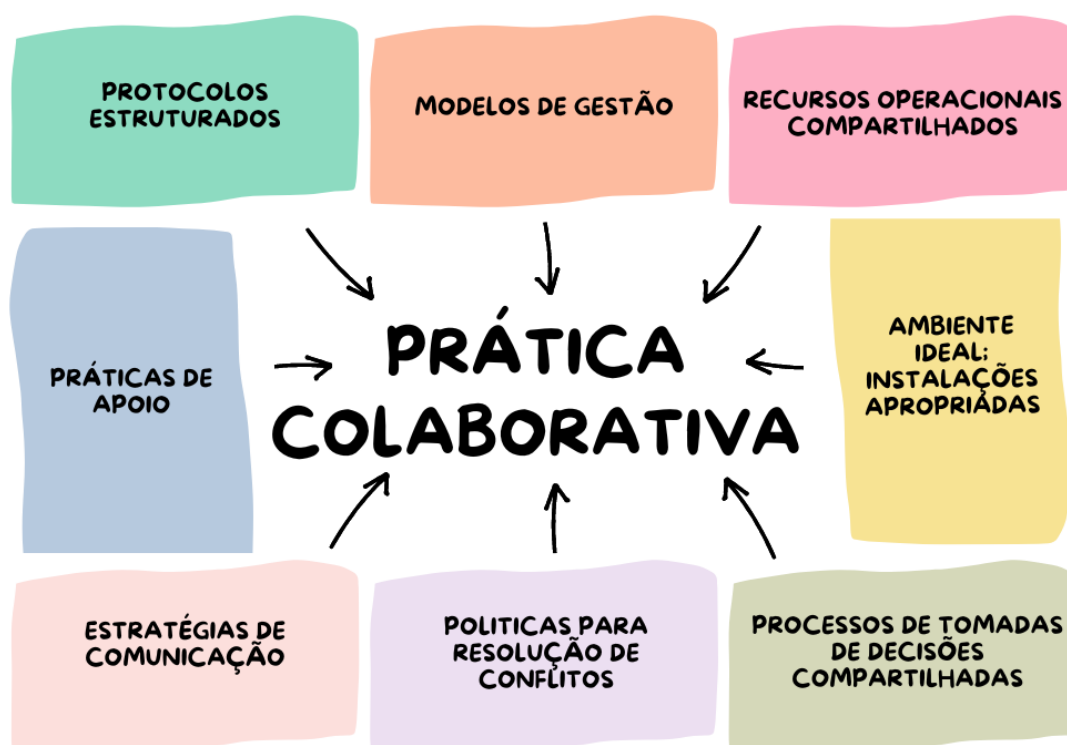 PROTOCOLOS
ESTRUTURADOS
MODELOS DE GESTÃO
RECURSOS OPERACIONAIS
COMPARTILHADOS
PRÁTICAS DE
APOIO
PRÁTICA
COLABORATIVA
AMBIENTE
IDEAL;
INSTALAÇÕES
APROPRIADAS
ESTRATÉGIAS DE
COMUNICAÇÃO
POLITICAS PARA
RESOLUÇÃO DE
CONFLITOS
PROCESSOS DE TOMADAS
DE DECISÕES
COMPARTILHADAS